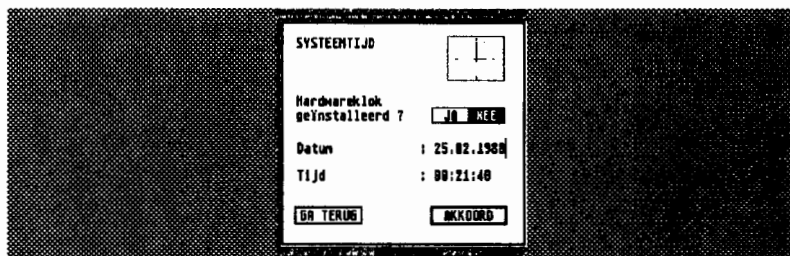 SYSTEEMTIJD
Hardwareklok
geïnstalleerd ? JA NEE
Datum : 25.02.1988
Tijd : 00:21:40
GA TERUG AKKOORD